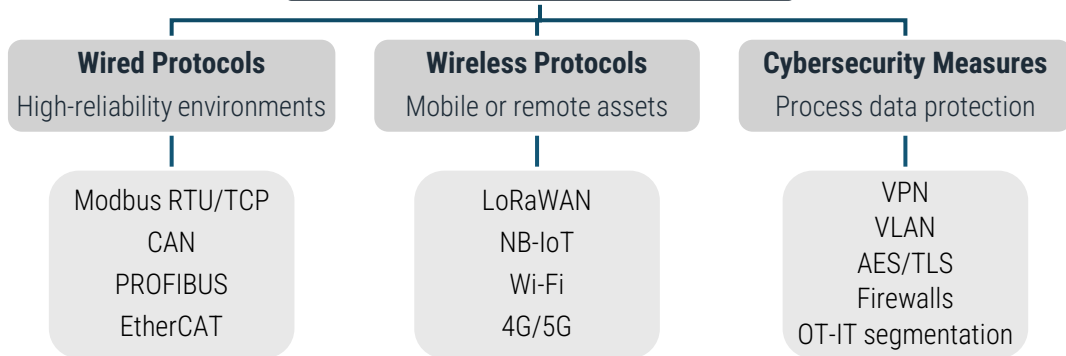 Wired Protocols
High-reliability environments
Modbus RTU/TCP
CAN
PROFIBUS
EtherCAT
Wireless Protocols
Mobile or remote assets
LoRaWAN
NB-IoT
Wi-Fi
4G/5G
Cybersecurity Measures
Process data protection
VPN
VLAN
AES/TLS
Firewalls
OT-IT segmentation